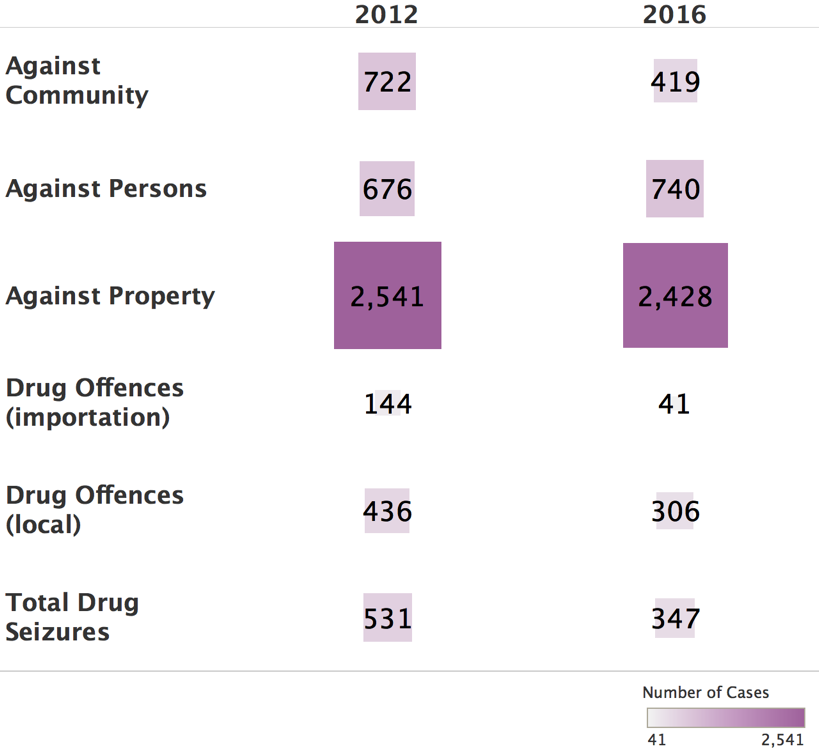 2012 2016
Against
Community
722 419
Against Persons 676 740
Against Property 2,541 2,428
Drug Offences
(importation)
144 41
Drug Offences
(local)
436 306
Total Drug
Seizures
531 347
Number of Cases
41 2,541